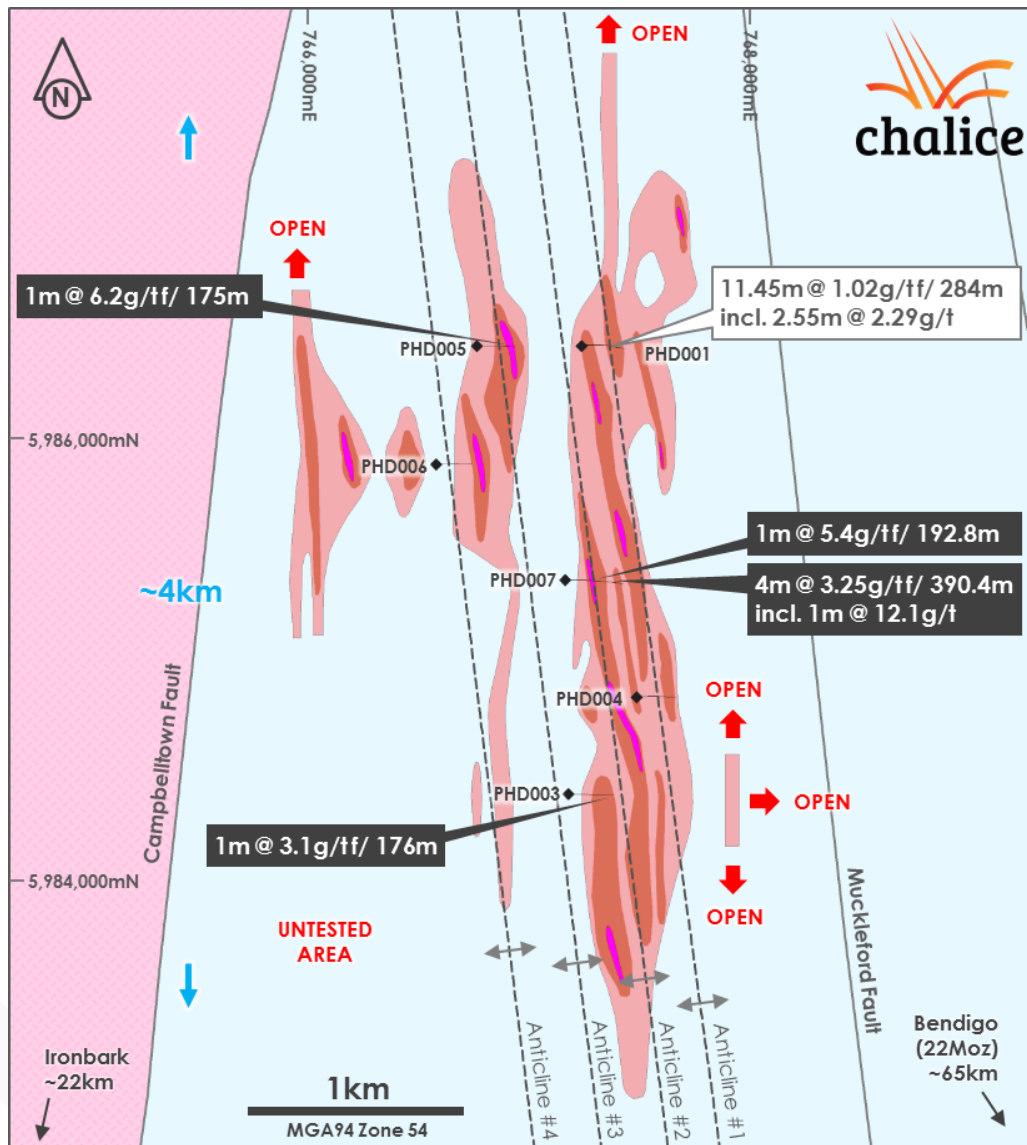 766,000mE
OPEN
768,000mE
N
chalice
OPEN
1m @ 6.2g/tf/ 175m
11.45m @ 1.02g/tf/ 284m
incl. 2.55m @ 2.29g/t
PHD005
PHD001
5,986,000mN
PHD006
1m @ 5.4g/tf/ 192.8m
PHD007
4m @ 3.25g/tf/ 390.4m
incl. 1m @ 12.1g/t
~4km
Campbelltown Fault
PHD004
OPEN
PHD003
OPEN
1m @ 3.1g/tf/ 176m
5,984,000mN
OPEN
Muckleford Fault
UNTESTED
AREA
Anticline #4
Anticline #3
Anticline #2
Anticline #1
Ironbark
~22km
1km
MGA94 Zone 54
Bendigo
(22Moz)
~65km